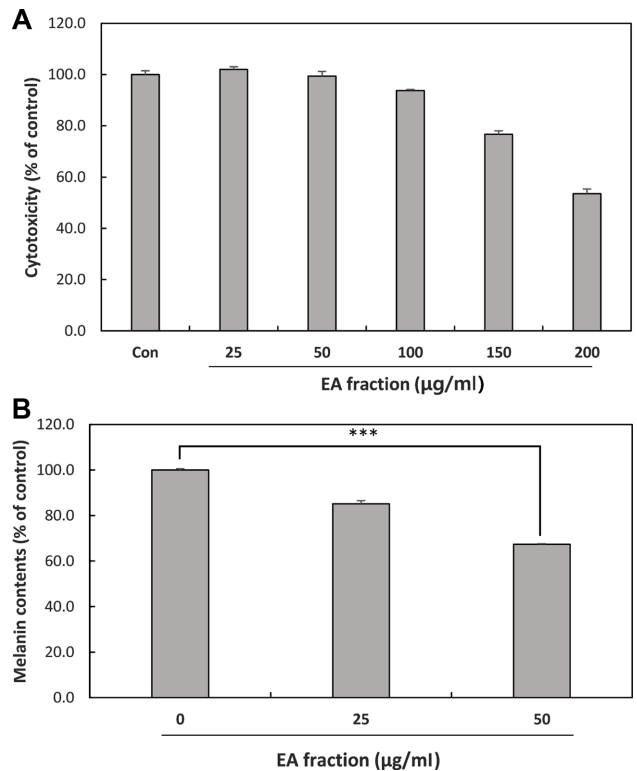 A
120.0
100.0
80.0
60.0
40.0
20.0
0.0
Cytotoxicity (% of control)
Con 25 50 100 150 200
EA fraction (μg/ml)
B
120.0
100.0
80.0
60.0
40.0
20.0
0.0
Melanin contents (% of control)
***
0 25 50
EA fraction (μg/ml)